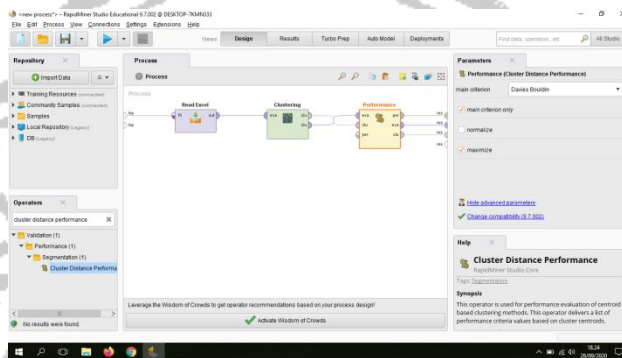 <new process*> – RapidMiner Studio Educational 9.7.002 @ DESKTOP-7KMN033
File Edit Process View Connections Settings Extensions Help
Views: Design Results Turbo Prep Auto Model Deployments
Find data, operators...etc All Studio
Repository
Import Data
Training Resources (connected)
Community Samples (connected)
Samples
Local Repository (Legacy)
DB (Legacy)
Operators
cluster distance performance
Validation (1)
Performance (1)
Segmentation (1)
Cluster Distance Performa
No results were found.
Process
Process
Process
Read Excel
Clustering
Performance
Leverage the Wisdom of Crowds to get operator recommendations based on your process design!
Activate Wisdom of Crowds
Parameters
Performance (Cluster Distance Performance)
main criterion Davies Bouldin
main criterion only
normalize
maximize
Hide advanced parameters
Change compatibility (9.7.002)
Help
Cluster Distance Performance
RapidMiner Studio Core
Tags: Segmentation
Synopsis
This operator is used for performance evaluation of centroid
based clustering methods. This operator delivers a list of
performance criteria values based on cluster centroids.
18.24
28/09/2020